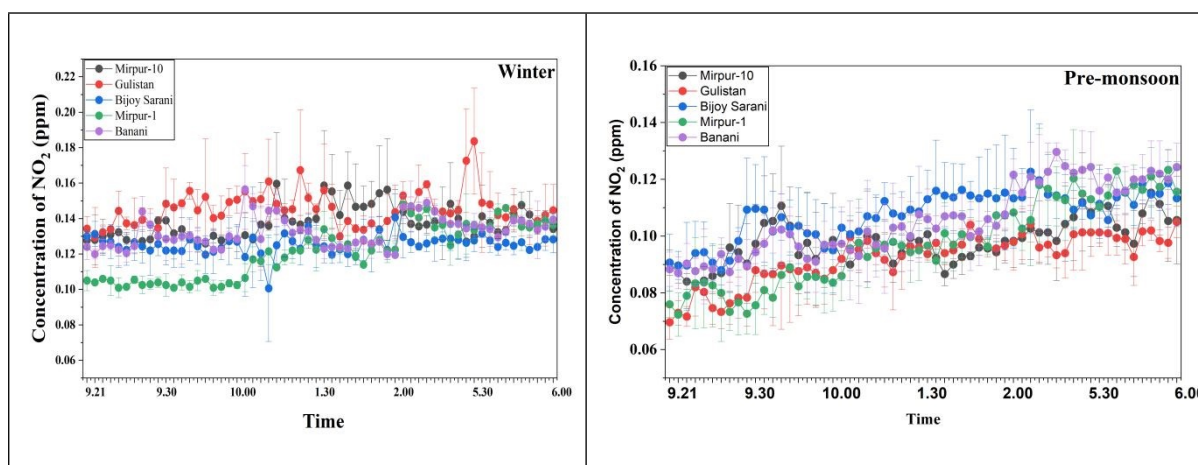 Winter
Mirpur-10
Gulistan
Bijoy Sarani
Mirpur-1
Banani
Concentration of NO₂ (ppm)
0.22
0.20
0.18
0.16
0.14
0.12
0.10
0.08
0.06
9.21 9.30 10.00 1.30 2.00 5.30 6.00
Time
Pre-monsoon
Mirpur-10
Gulistan
Bijoy Sarani
Mirpur-1
Banani
Concentration of NO₂ (ppm)
0.16
0.14
0.12
0.10
0.08
0.06
9.21 9.30 10.00 1.30 2.00 5.30 6.00
Time